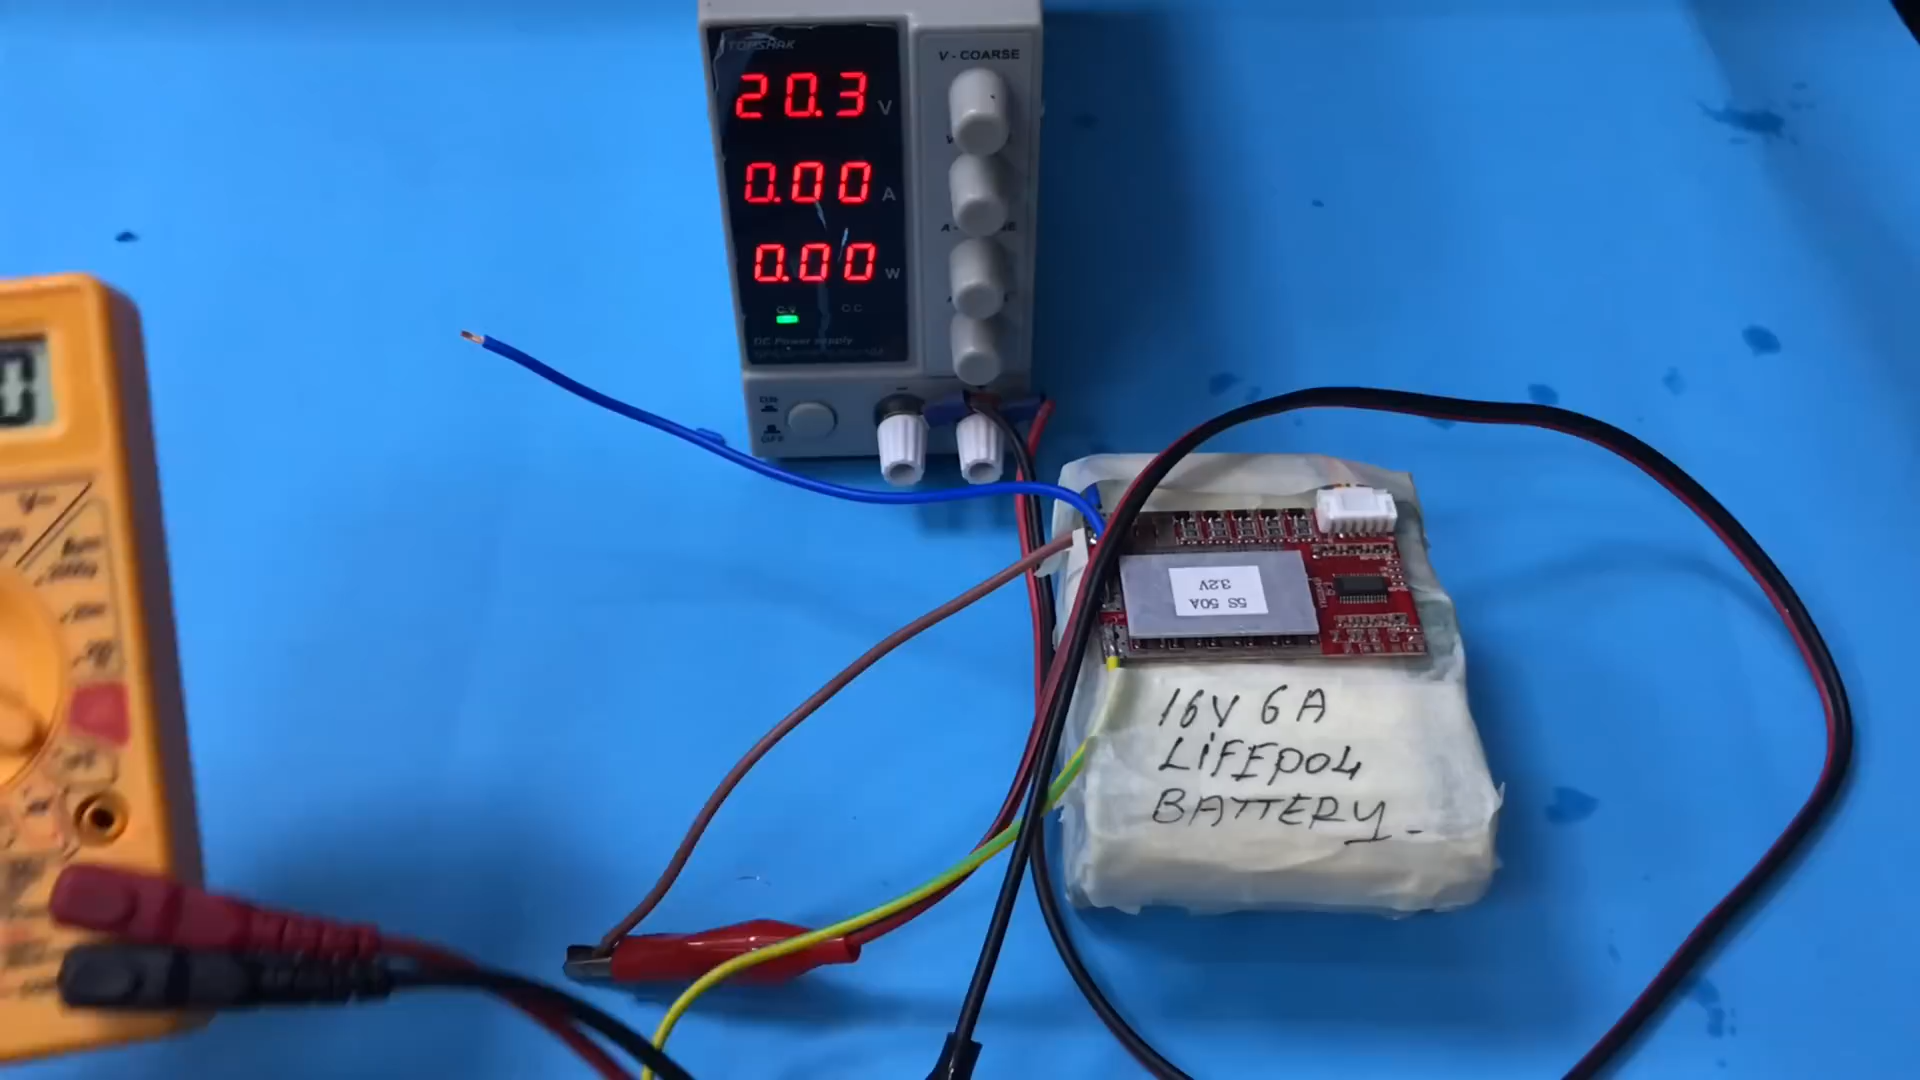 TOPSHAK
V - COARSE
20.3 V
0.00 A
0.00 W
C.V C.C
DC Power supply
ON
OFF
5S 50A
3.2V
16V 6A
LiFEPO4
BATTERY